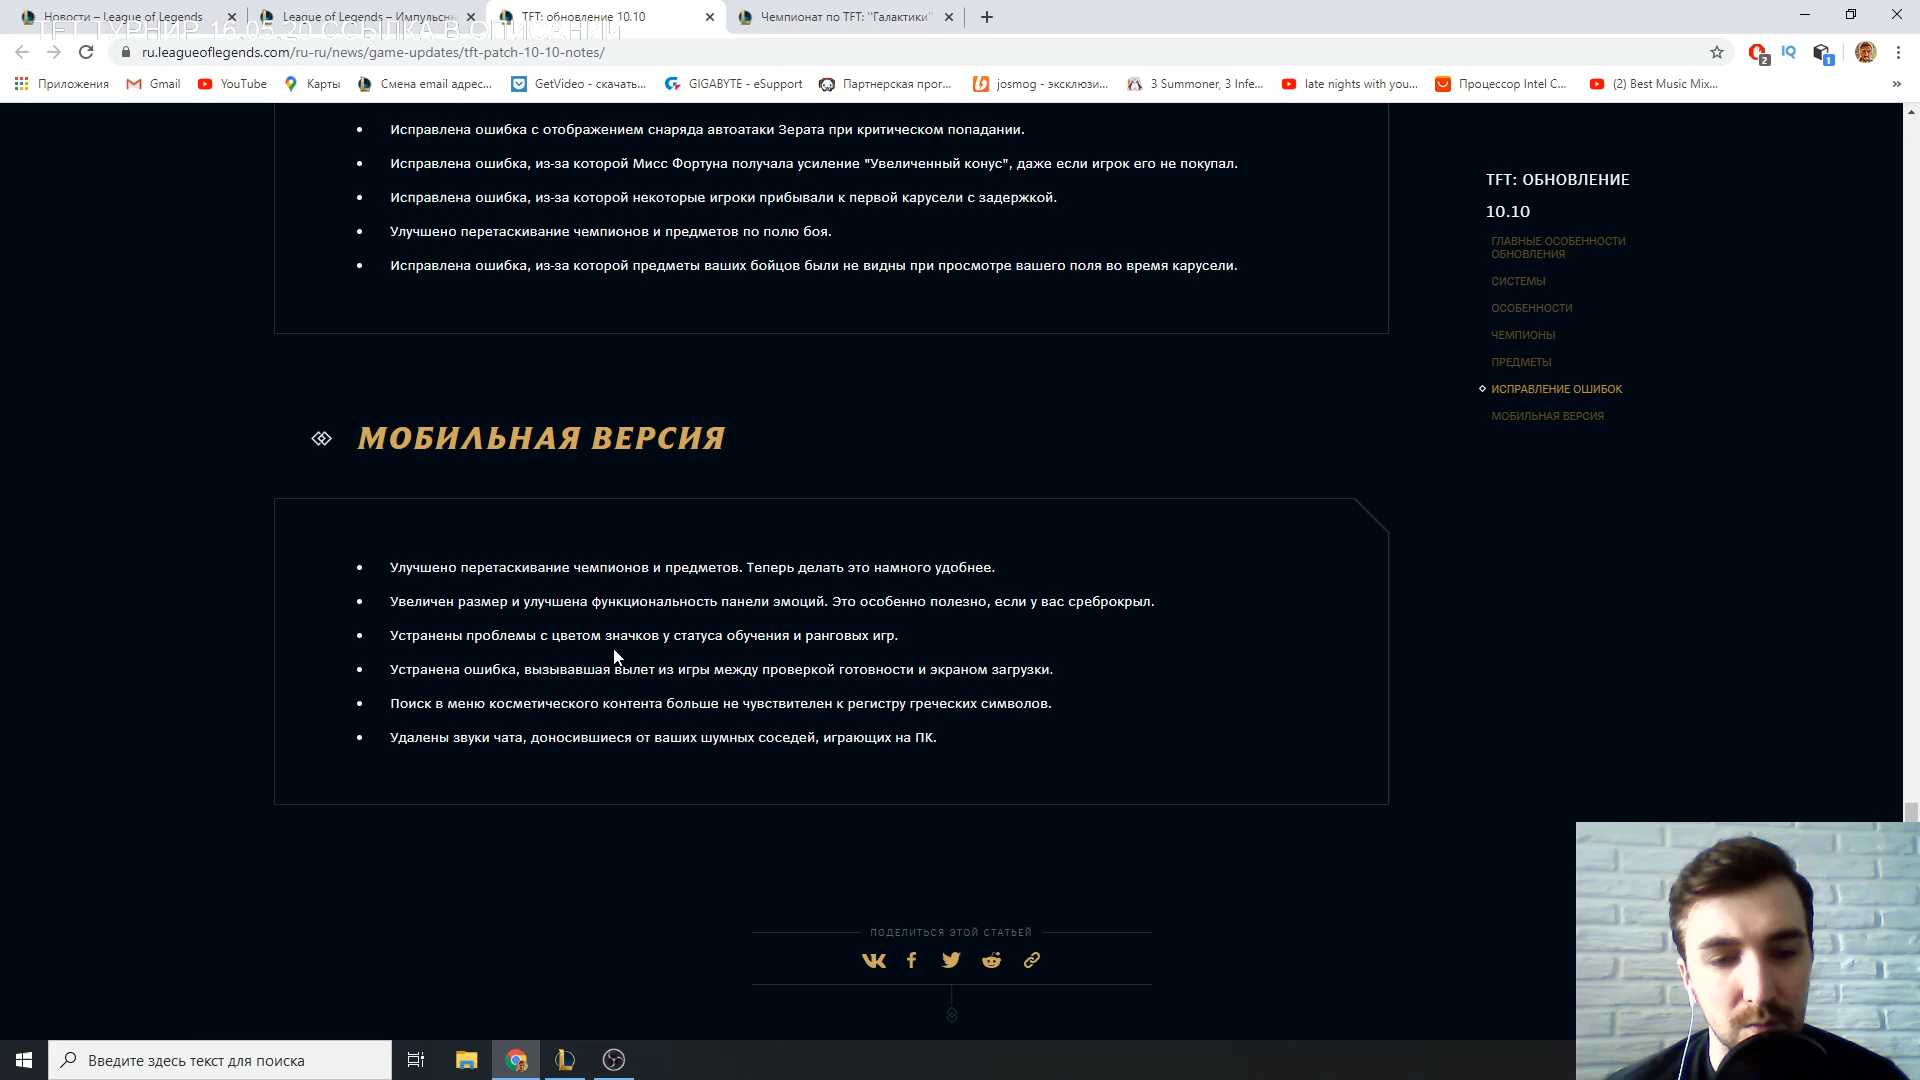 Новости – League of Legends
League of Legends – Импульсны
TFT: обновление 10.10
Чемпионат по TFT: "Галактики"
TFT ТУРНИР 16.05.20 ССЫЛКА В ОПИСАНИИ
ru.leagueoflegends.com/ru-ru/news/game-updates/tft-patch-10-10-notes/
Приложения
Gmail
YouTube
Карты
Смена email адрес...
GetVideo - скачать...
GIGABYTE - eSupport
Партнерская прог...
josmog - эксклюзи...
3 Summoner, 3 Infe...
late nights with you...
Процессор Intel C...
(2) Best Music Mix...
Исправлена ошибка с отображением снаряда автоатаки Зерата при критическом попадании.
Исправлена ошибка, из-за которой Мисс Фортуна получала усиление "Увеличенный конус", даже если игрок его не покупал.
Исправлена ошибка, из-за которой некоторые игроки прибывали к первой карусели с задержкой.
Улучшено перетаскивание чемпионов и предметов по полю боя.
Исправлена ошибка, из-за которой предметы ваших бойцов были не видны при просмотре вашего поля во время карусели.
МОБИЛЬНАЯ ВЕРСИЯ
Улучшено перетаскивание чемпионов и предметов. Теперь делать это намного удобнее.
Увеличен размер и улучшена функциональность панели эмоций. Это особенно полезно, если у вас среброкрыл.
Устранены проблемы с цветом значков у статуса обучения и ранговых игр.
Устранена ошибка, вызывавшая вылет из игры между проверкой готовности и экраном загрузки.
Поиск в меню косметического контента больше не чувствителен к регистру греческих символов.
Удалены звуки чата, доносившиеся от ваших шумных соседей, играющих на ПК.
TFT: ОБНОВЛЕНИЕ
10.10
ГЛАВНЫЕ ОСОБЕННОСТИ
ОБНОВЛЕНИЯ
СИСТЕМЫ
ОСОБЕННОСТИ
ЧЕМПИОНЫ
ПРЕДМЕТЫ
ИСПРАВЛЕНИЕ ОШИБОК
МОБИЛЬНАЯ ВЕРСИЯ
ПОДЕЛИТЬСЯ ЭТОЙ СТАТЬЕЙ
Введите здесь текст для поиска